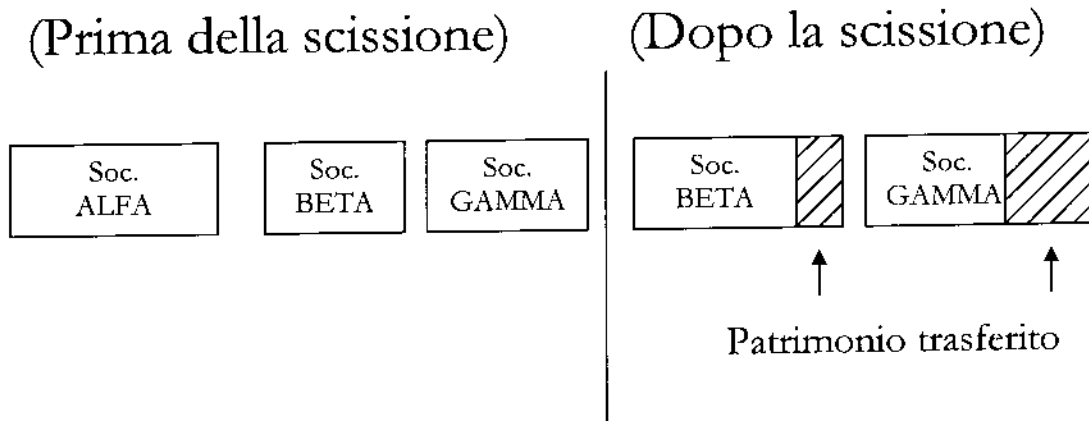 (Prima della scissione)
(Dopo la scissione)
Soc.
ALFA
Soc.
BETA
Soc.
GAMMA
Soc.
BETA
Soc.
GAMMA
Patrimonio trasferito